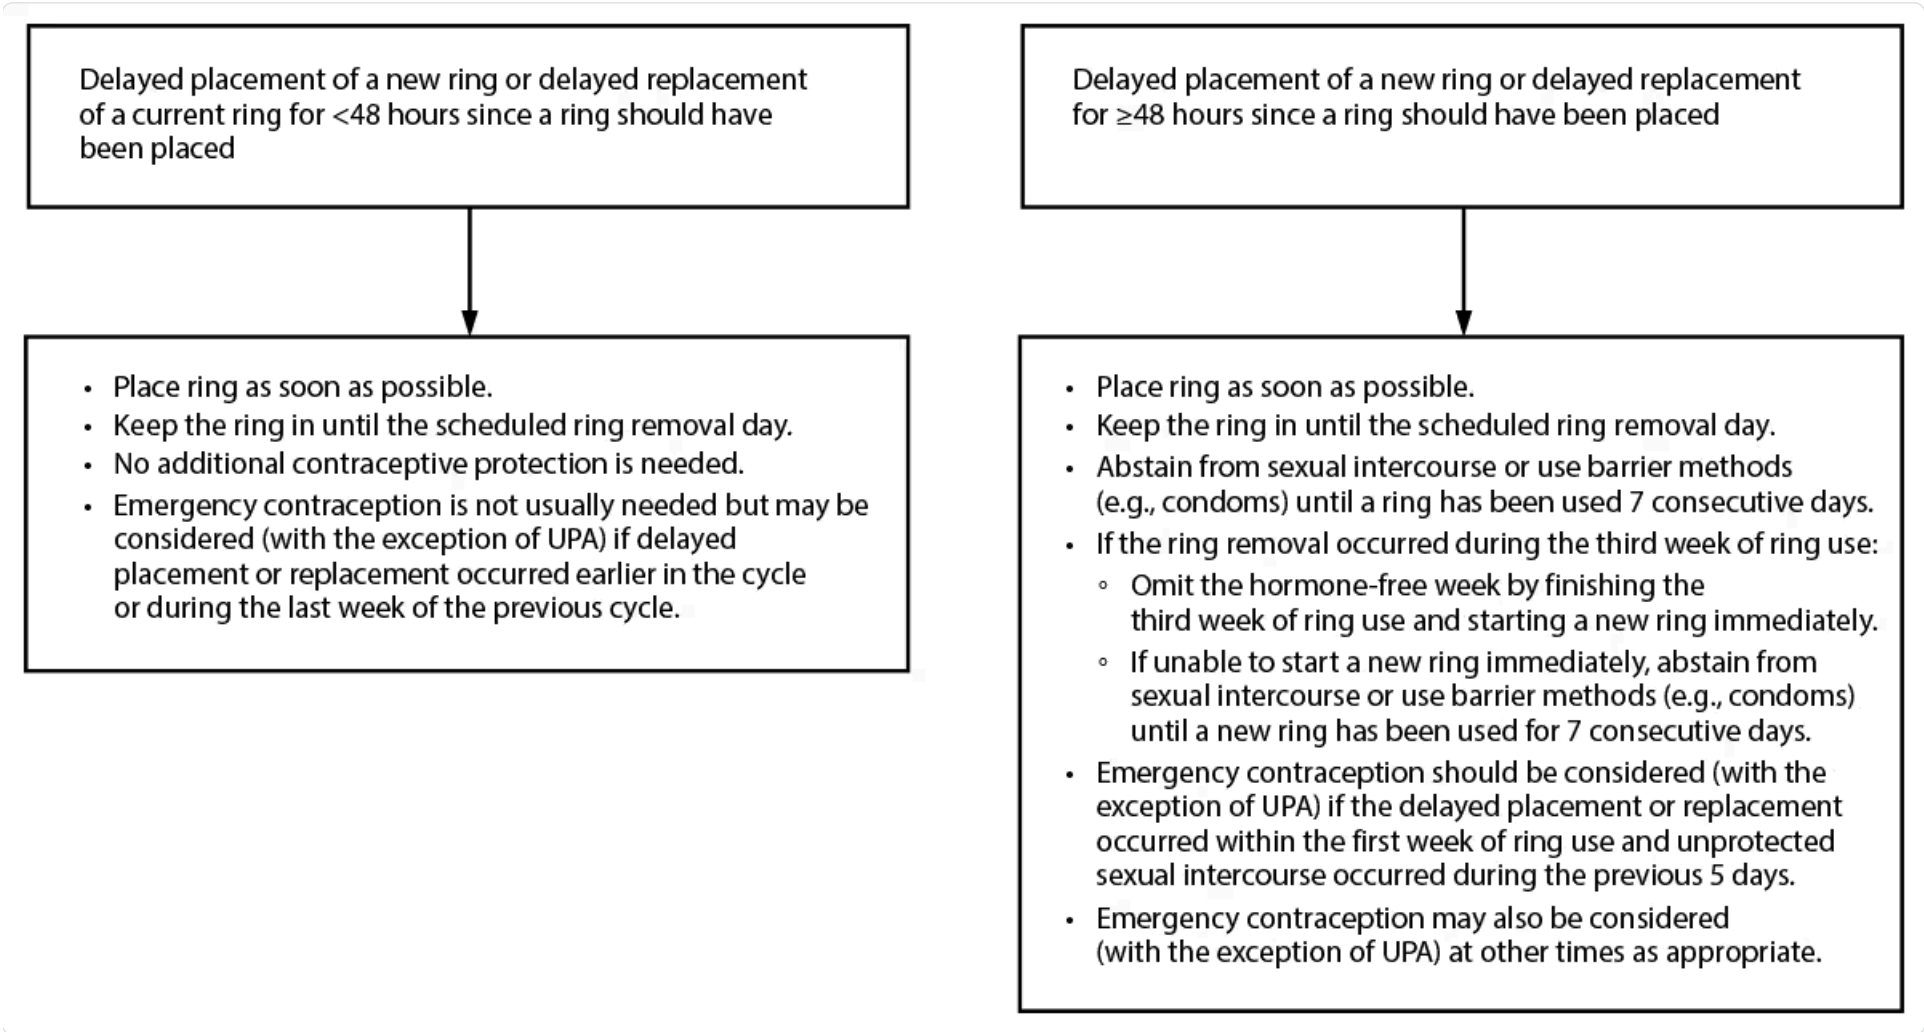 Delayed placement of a new ring or delayed replacement
of a current ring for <48 hours since a ring should have
been placed
• Place ring as soon as possible.
• Keep the ring in until the scheduled ring removal day.
• No additional contraceptive protection is needed.
• Emergency contraception is not usually needed but may be
considered (with the exception of UPA) if delayed
placement or replacement occurred earlier in the cycle
or during the last week of the previous cycle.
Delayed placement of a new ring or delayed replacement
for ≥48 hours since a ring should have been placed
• Place ring as soon as possible.
• Keep the ring in until the scheduled ring removal day.
• Abstain from sexual intercourse or use barrier methods
(e.g., condoms) until a ring has been used 7 consecutive days.
• If the ring removal occurred during the third week of ring use:
◦ Omit the hormone-free week by finishing the
third week of ring use and starting a new ring immediately.
◦ If unable to start a new ring immediately, abstain from
sexual intercourse or use barrier methods (e.g., condoms)
until a new ring has been used for 7 consecutive days.
• Emergency contraception should be considered (with the
exception of UPA) if the delayed placement or replacement
occurred within the first week of ring use and unprotected
sexual intercourse occurred during the previous 5 days.
• Emergency contraception may also be considered
(with the exception of UPA) at other times as appropriate.